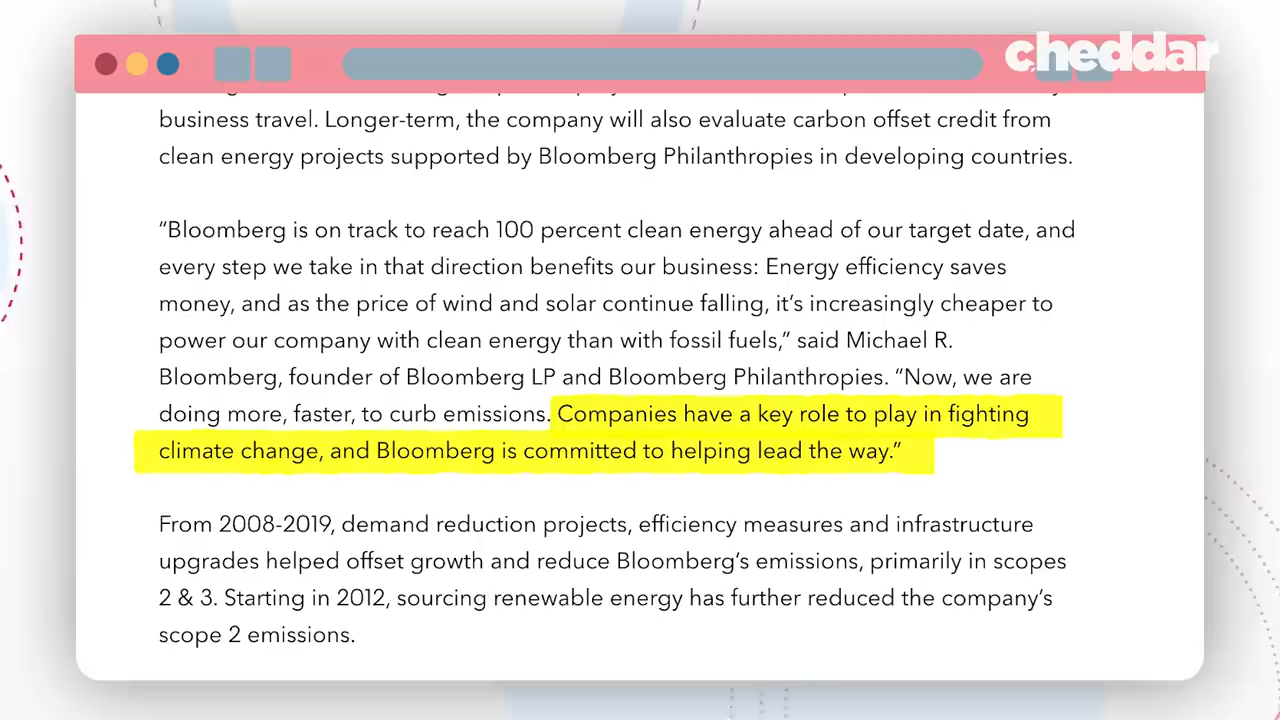 cheddar
business travel. Longer-term, the company will also evaluate carbon offset credit from
clean energy projects supported by Bloomberg Philanthropies in developing countries.
“Bloomberg is on track to reach 100 percent clean energy ahead of our target date, and
every step we take in that direction benefits our business: Energy efficiency saves
money, and as the price of wind and solar continue falling, it’s increasingly cheaper to
power our company with clean energy than with fossil fuels,” said Michael R.
Bloomberg, founder of Bloomberg LP and Bloomberg Philanthropies. “Now, we are
doing more, faster, to curb emissions. Companies have a key role to play in fighting
climate change, and Bloomberg is committed to helping lead the way.”
From 2008-2019, demand reduction projects, efficiency measures and infrastructure
upgrades helped offset growth and reduce Bloomberg’s emissions, primarily in scopes
2 & 3. Starting in 2012, sourcing renewable energy has further reduced the company’s
scope 2 emissions.